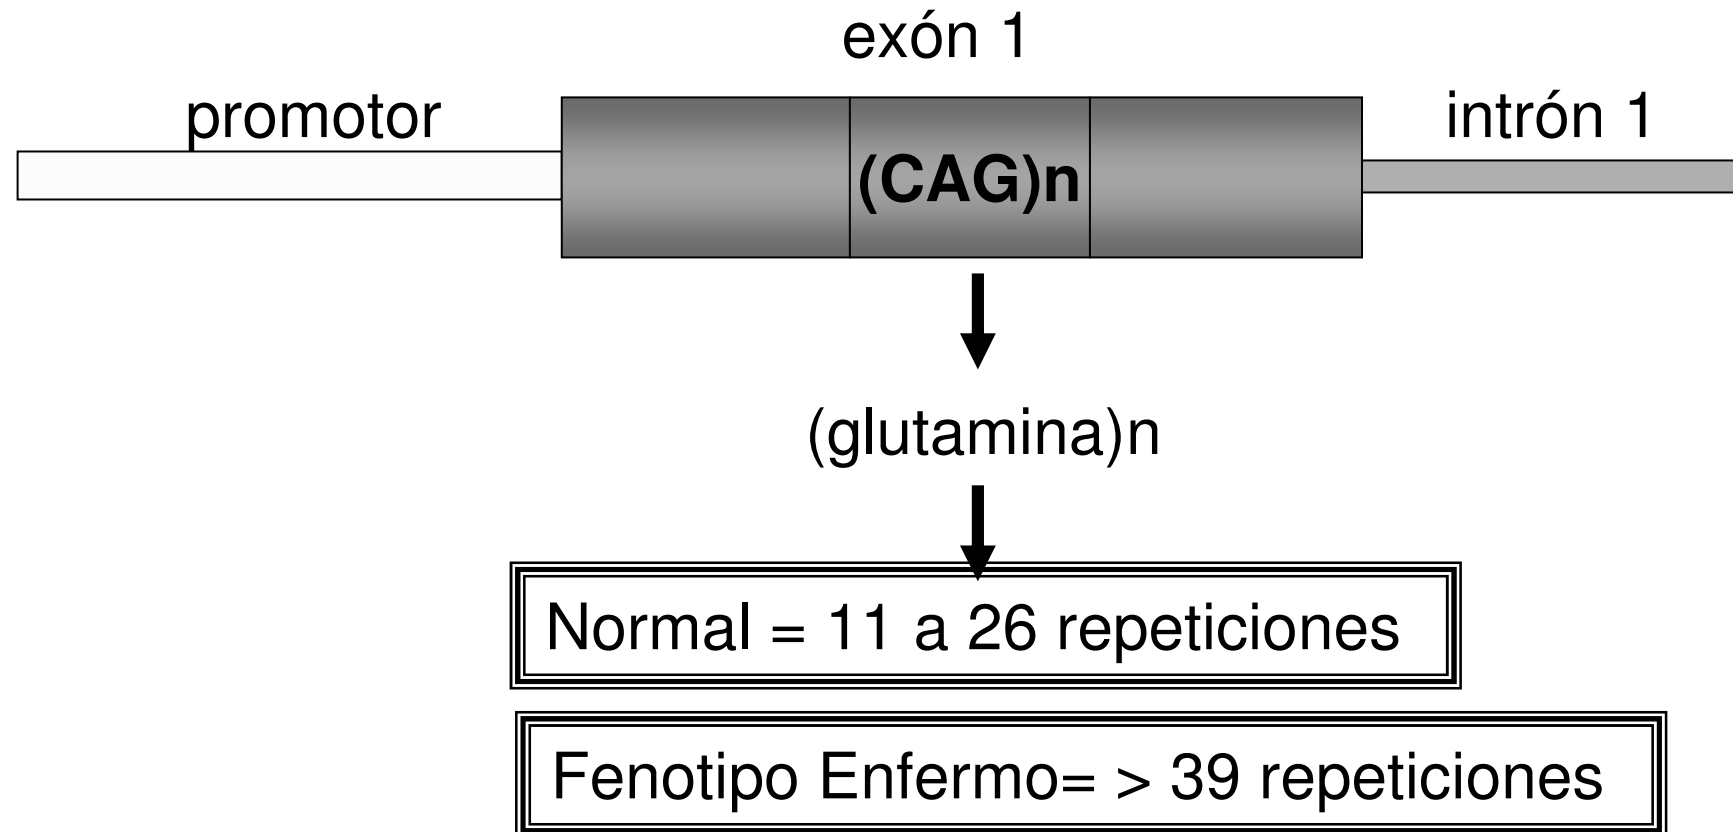 exón 1
promotor
intrón 1
(CAG)n
(glutamina)n
Normal = 11 a 26 repeticiones
Fenotipo Enfermo= > 39 repeticiones